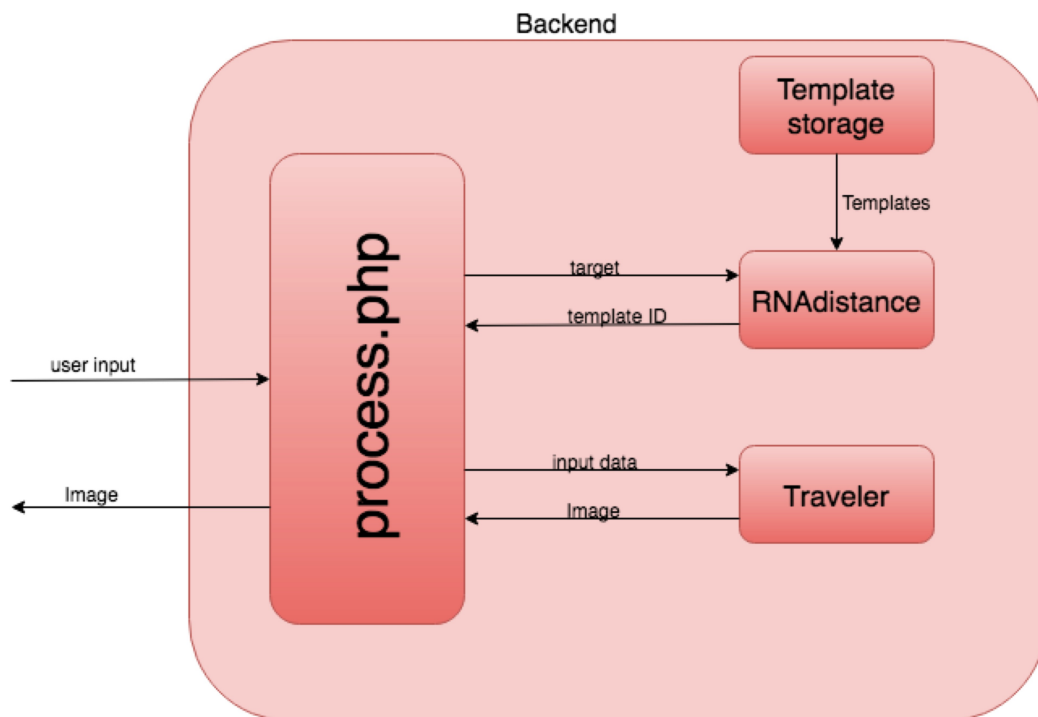 Backend
Template
storage
Templates
process.php
target
RNAdistance
template ID
user input
input data
Traveler
Image
Image